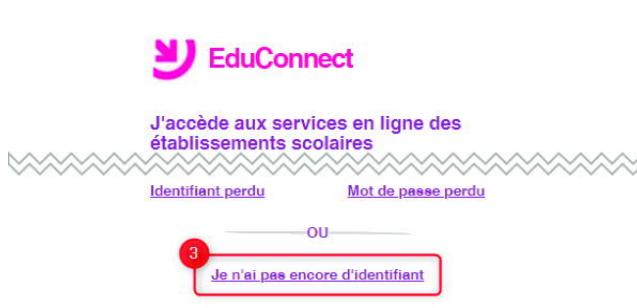 EduConnect
J'accède aux services en ligne des
établissements scolaires
Identifiant perdu Mot de passe perdu
OU
3
Je n'ai pas encore d'identifiant